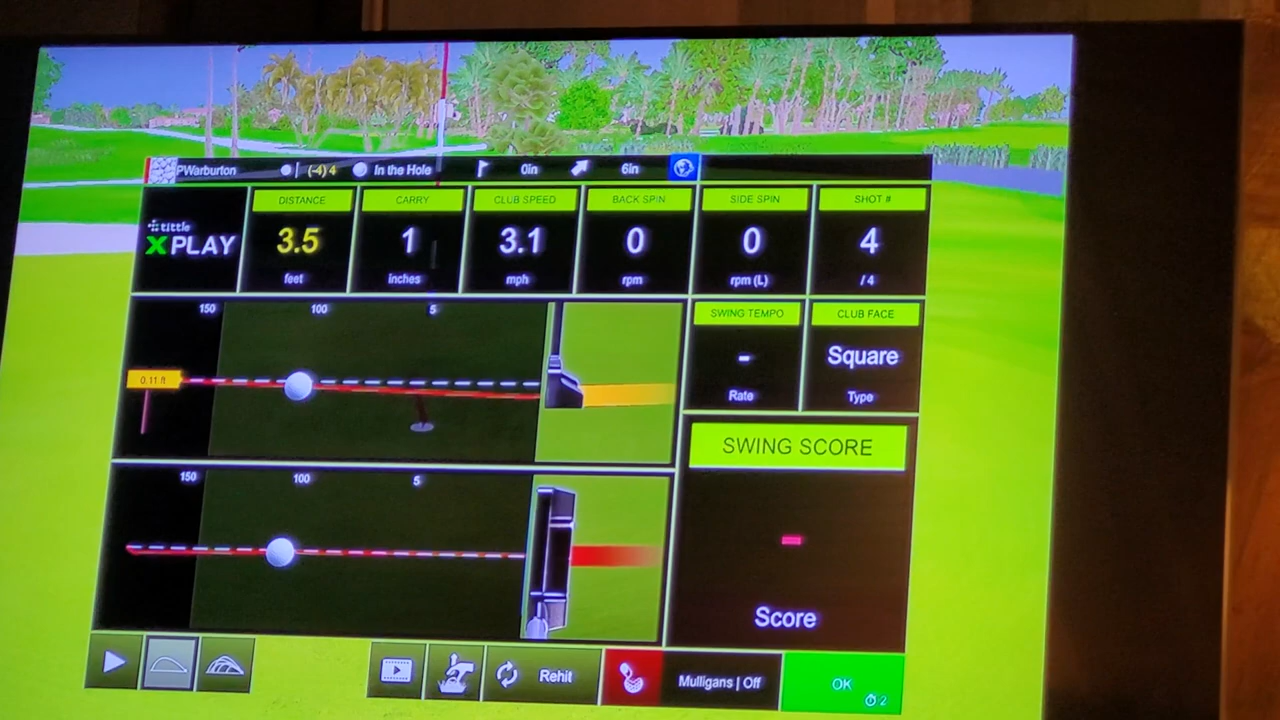 PWarburton (-4) 4 In the Hole 0in 6in
DISTANCE CARRY CLUB SPEED BACK SPIN SIDE SPIN SHOT #
tittle
X PLAY
3.5 1 3.1 0 0 4
feet inches mph rpm rpm (L) / 4
150 100 5
SWING TEMPO CLUB FACE
- Square
Rate Type
0.11 ft
SWING SCORE
150 100 5
-
Score
Rehit Mulligans | Off OK
2